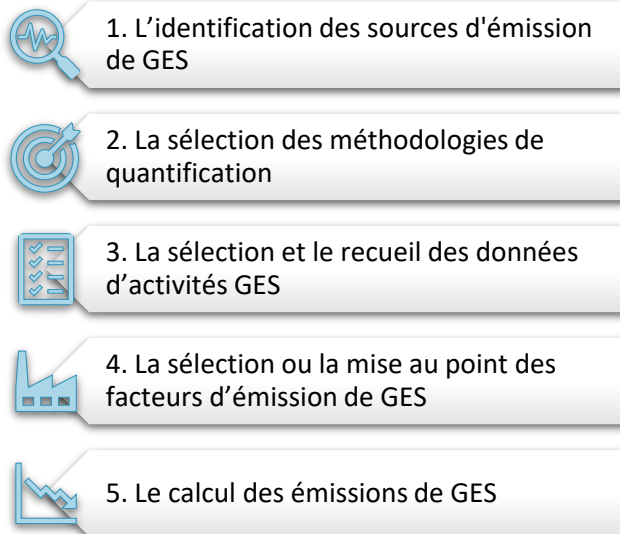 1. L’identification des sources d'émission
de GES
2. La sélection des méthodologies de
quantification
3. La sélection et le recueil des données
d’activités GES
4. La sélection ou la mise au point des
facteurs d’émission de GES
5. Le calcul des émissions de GES